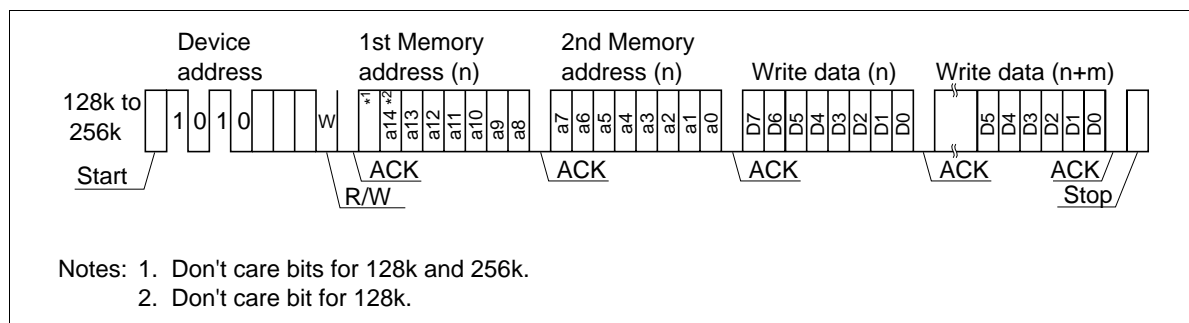 Device address
1st Memory address (n)
2nd Memory address (n)
Write data (n)
Write data (n+m)
128k to 256k
1 0 1 0 W
*1
a14 *2 a13 a12 a11 a10 a9 a8
a7 a6 a5 a4 a3 a2 a1 a0
D7 D6 D5 D4 D3 D2 D1 D0
D5 D4 D3 D2 D1 D0
Start
R/W
ACK
ACK
ACK
ACK
ACK
Stop
Notes: 1. Don't care bits for 128k and 256k.
2. Don't care bit for 128k.